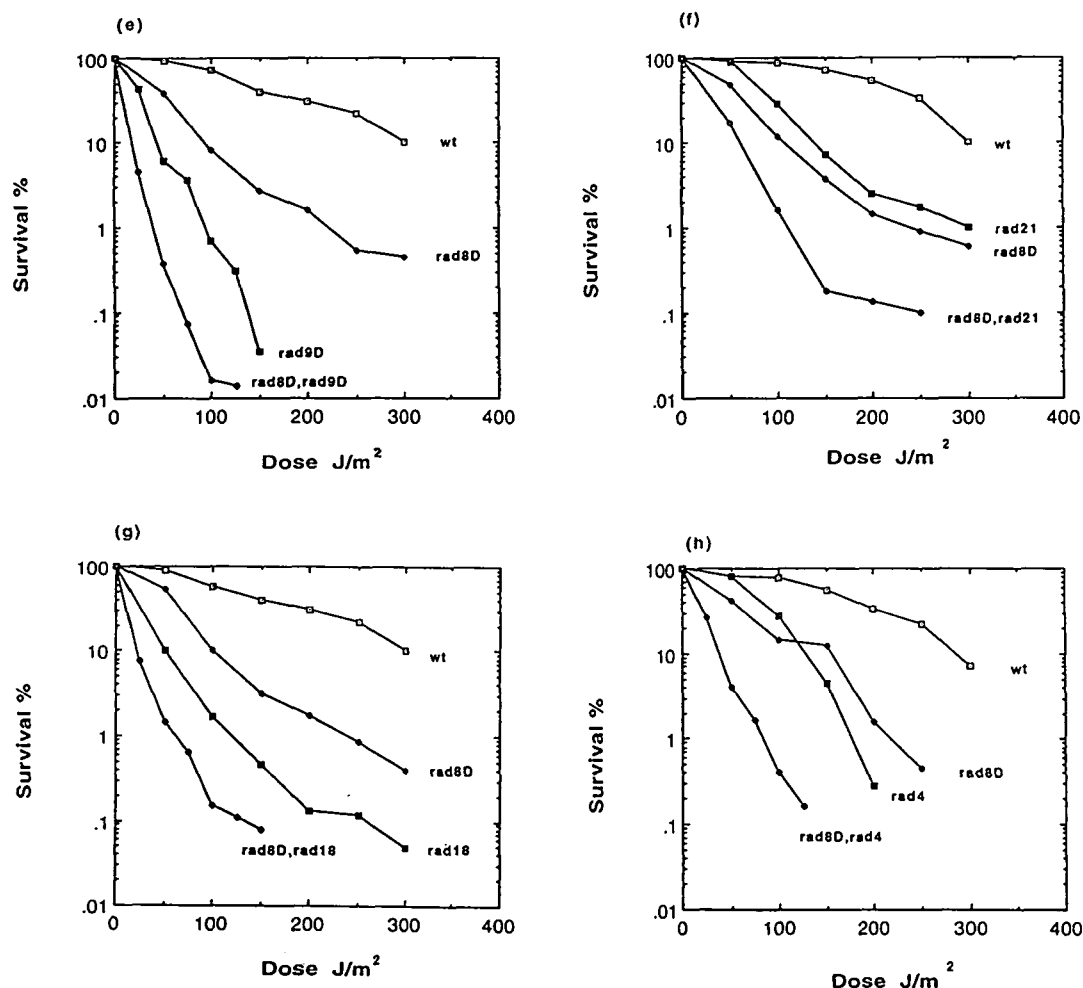 (e)
Survival %
100
10
1
.1
.01
wt
rad8D
rad9D
rad8D,rad9D
0 100 200 300 400
Dose J/m²
(f)
Survival %
100
10
1
.1
.01
wt
rad21
rad8D
rad8D,rad21
0 100 200 300 400
Dose J/m²
(g)
Survival %
100
10
1
0.1
.01
wt
rad8D
rad8D,rad18
rad18
0 100 200 300 400
Dose J/m²
(h)
Survival %
100
10
1
.1
.01
wt
rad8D
rad4
rad8D,rad4
0 100 200 300 400
Dose J/m²